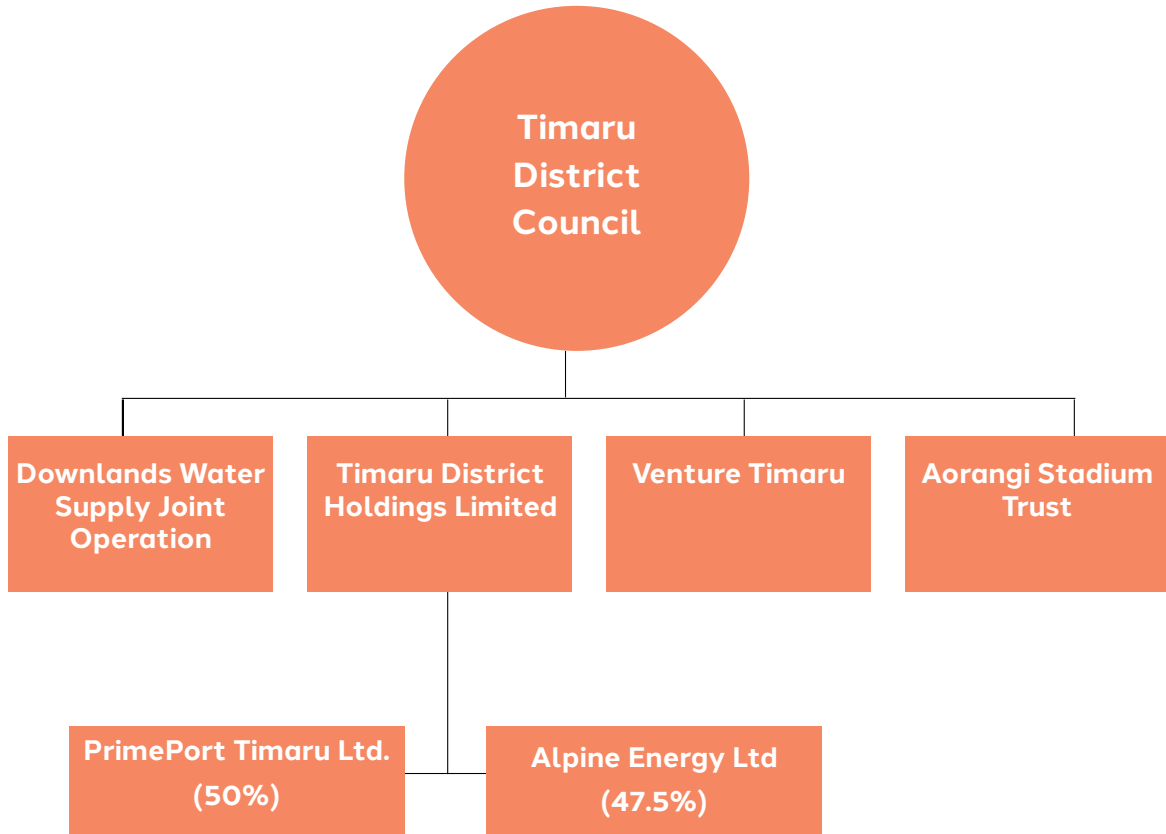 Timaru
District
Council
Downlands Water
Supply Joint
Operation
Timaru District
Holdings Limited
Venture Timaru
Aorangi Stadium
Trust
PrimePort Timaru Ltd.
(50%)
Alpine Energy Ltd
(47.5%)